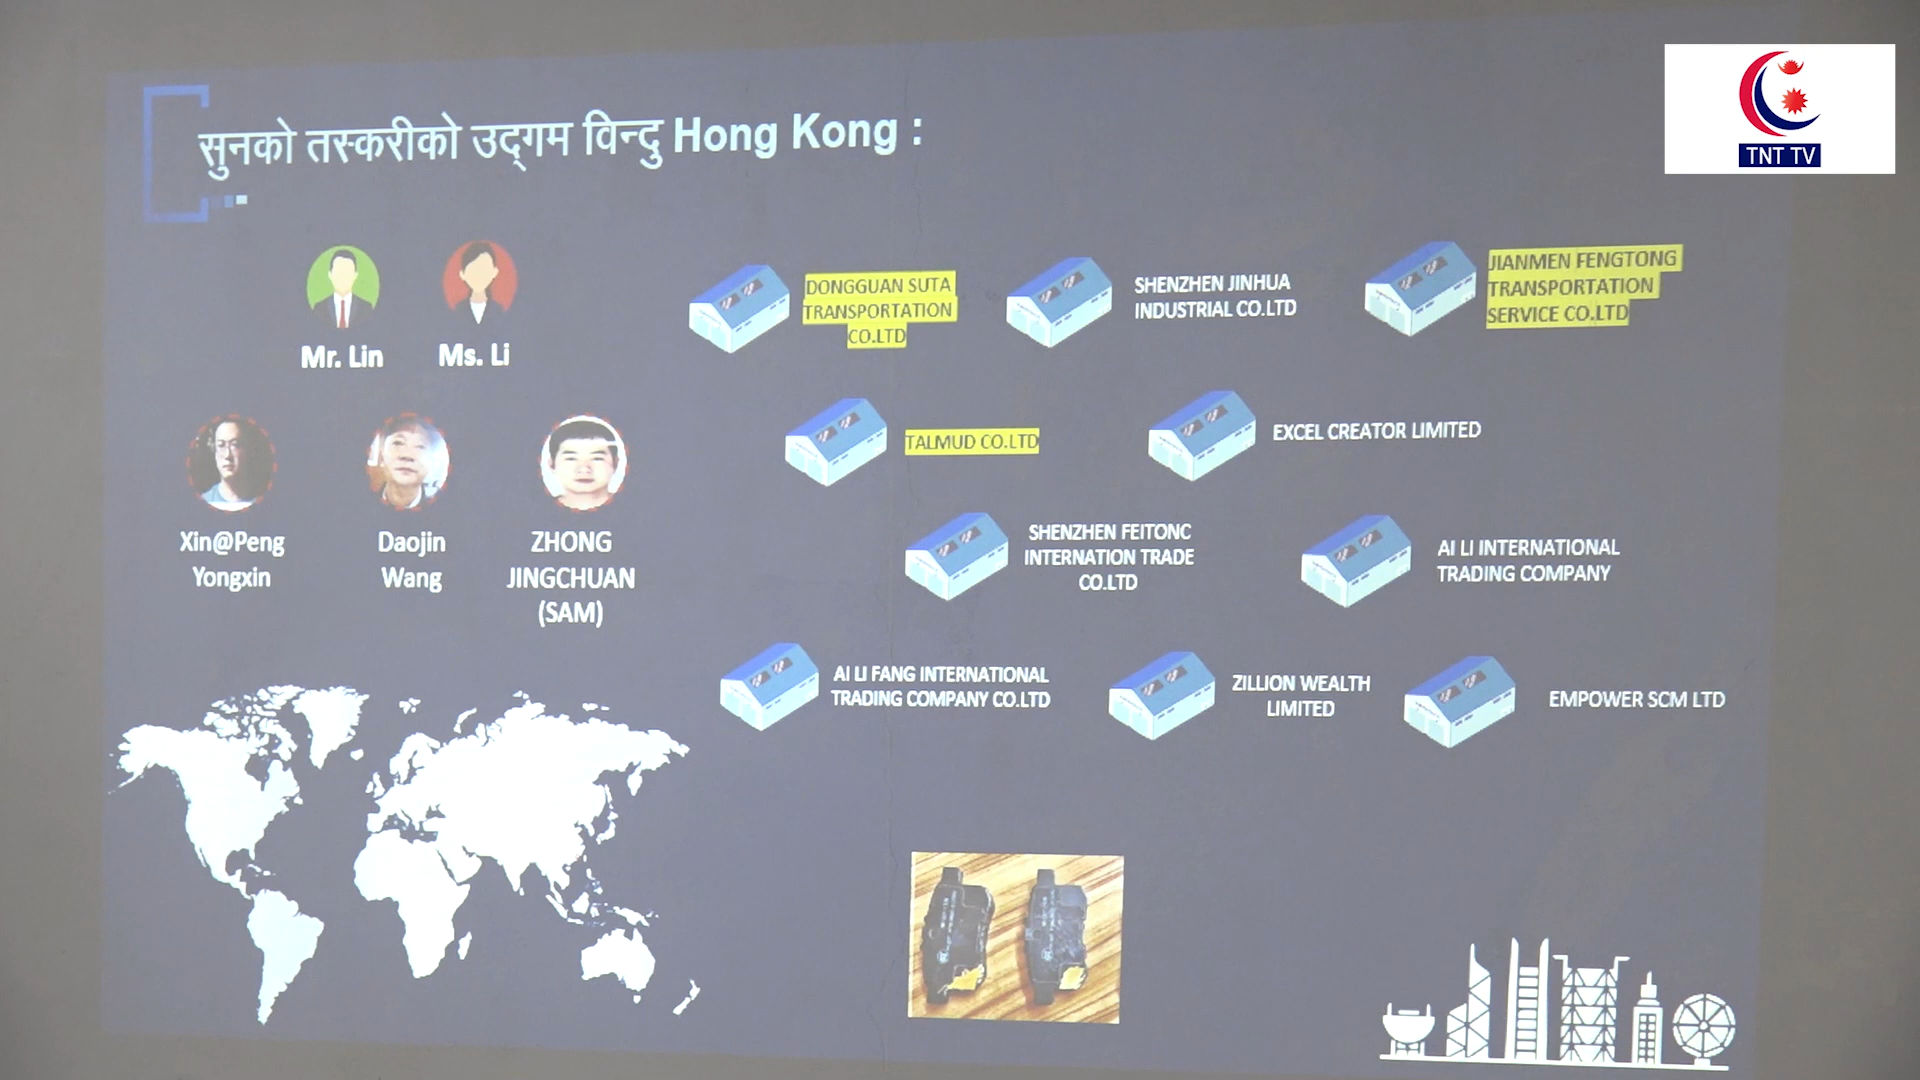 सुनको तस्करीको उद्गम विन्दु Hong Kong :
TNT TV
Mr. Lin
Ms. Li
Xin@Peng
Yongxin
Daojin
Wang
ZHONG
JINGCHUAN
(SAM)
DONGGUAN SUTA
TRANSPORTATION
CO.LTD
SHENZHEN JINHUA
INDUSTRIAL CO.LTD
JIANMEN FENGTONG
TRANSPORTATION
SERVICE CO.LTD
TALMUD CO.LTD
EXCEL CREATOR LIMITED
SHENZHEN FEITONC
INTERNATION TRADE
CO.LTD
AI LI INTERNATIONAL
TRADING COMPANY
AI LI FANG INTERNATIONAL
TRADING COMPANY CO.LTD
ZILLION WEALTH
LIMITED
EMPOWER SCM LTD